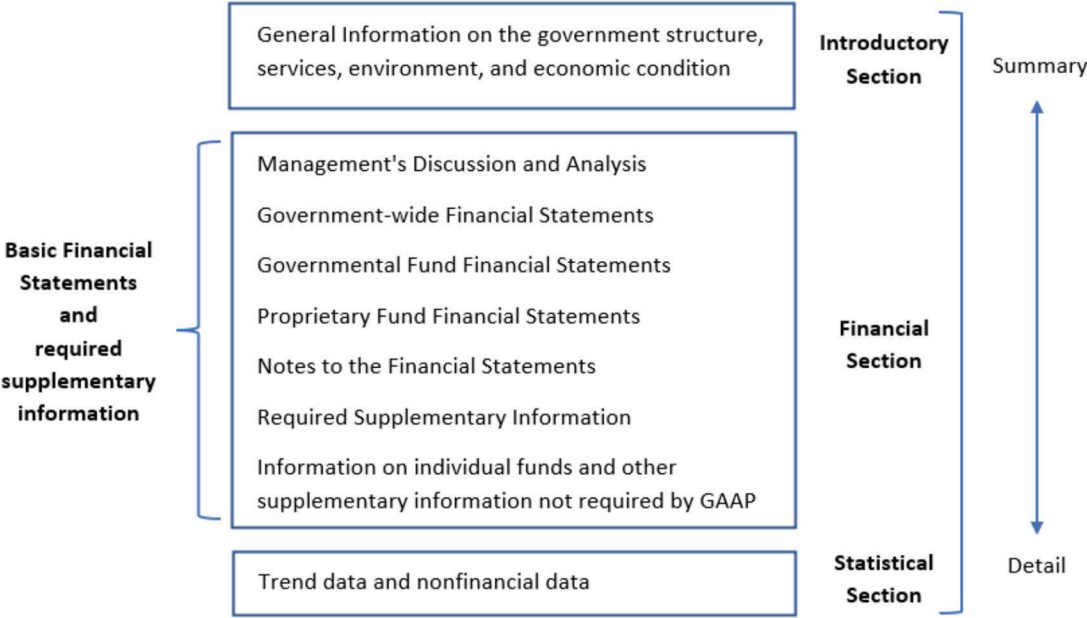 General Information on the government structure,
services, environment, and economic condition
Introductory
Section
Summary
Management's Discussion and Analysis
Government-wide Financial Statements
Governmental Fund Financial Statements
Proprietary Fund Financial Statements
Notes to the Financial Statements
Required Supplementary Information
Information on individual funds and other
supplementary information not required by GAAP
Basic Financial
Statements
and
required
supplementary
information
Financial
Section
Trend data and nonfinancial data
Statistical
Section
Detail